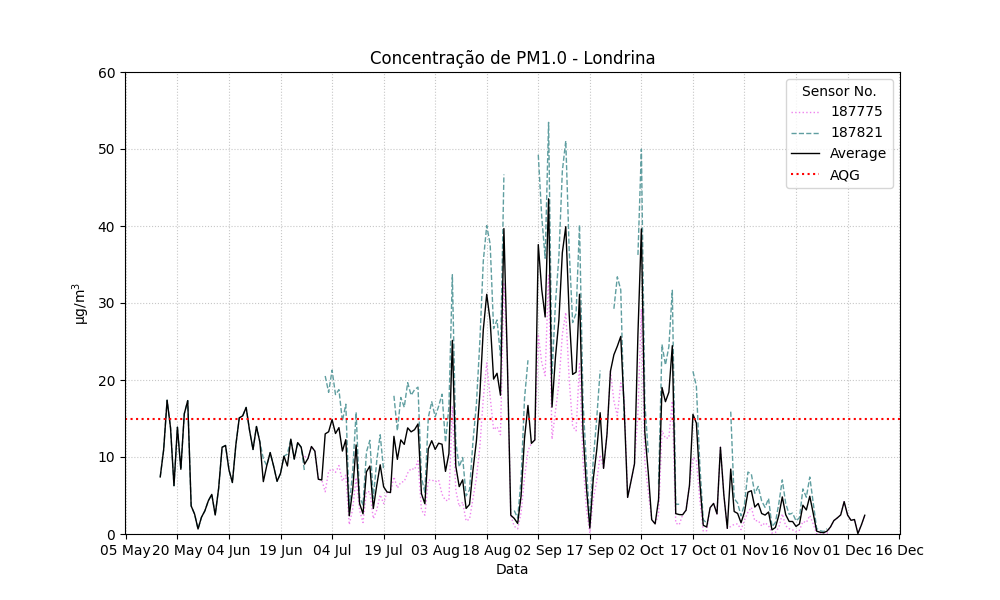 Concentração de PM1.0 - Londrina
Sensor No.
187775
187821
Average
AQG
60
50
40
30
20
10
0
µg/m³
05 May 20 May 04 Jun 19 Jun 04 Jul 19 Jul 03 Aug 18 Aug 02 Sep 17 Sep 02 Oct 17 Oct 01 Nov 16 Nov 01 Dec 16 Dec
Data